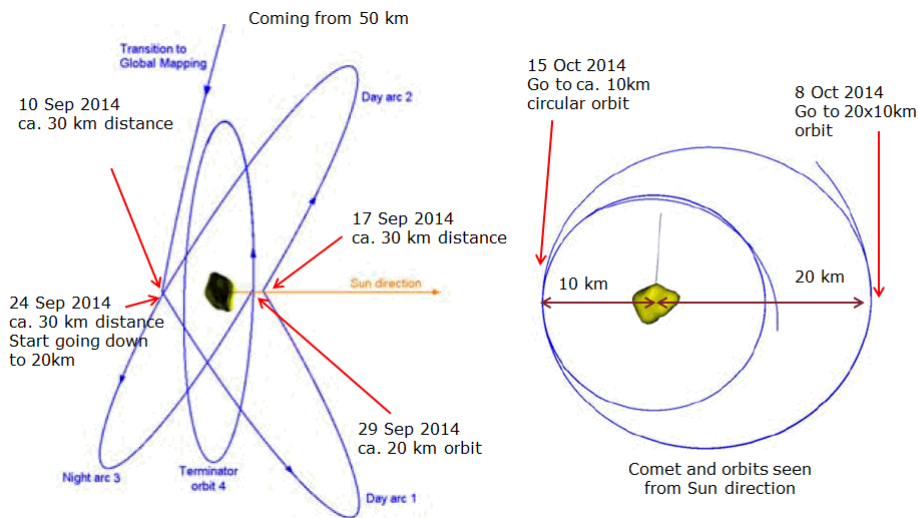 Coming from 50 km
Transition to
Global Mapping
10 Sep 2014
ca. 30 km distance
Day arc 2
17 Sep 2014
ca. 30 km distance
Sun direction
24 Sep 2014
ca. 30 km distance
Start going down
to 20km
29 Sep 2014
ca. 20 km orbit
Night arc 3
Terminator
orbit 4
Day arc 1
15 Oct 2014
Go to ca. 10km
circular orbit
8 Oct 2014
Go to 20x10km
orbit
10 km
20 km
Comet and orbits seen
from Sun direction